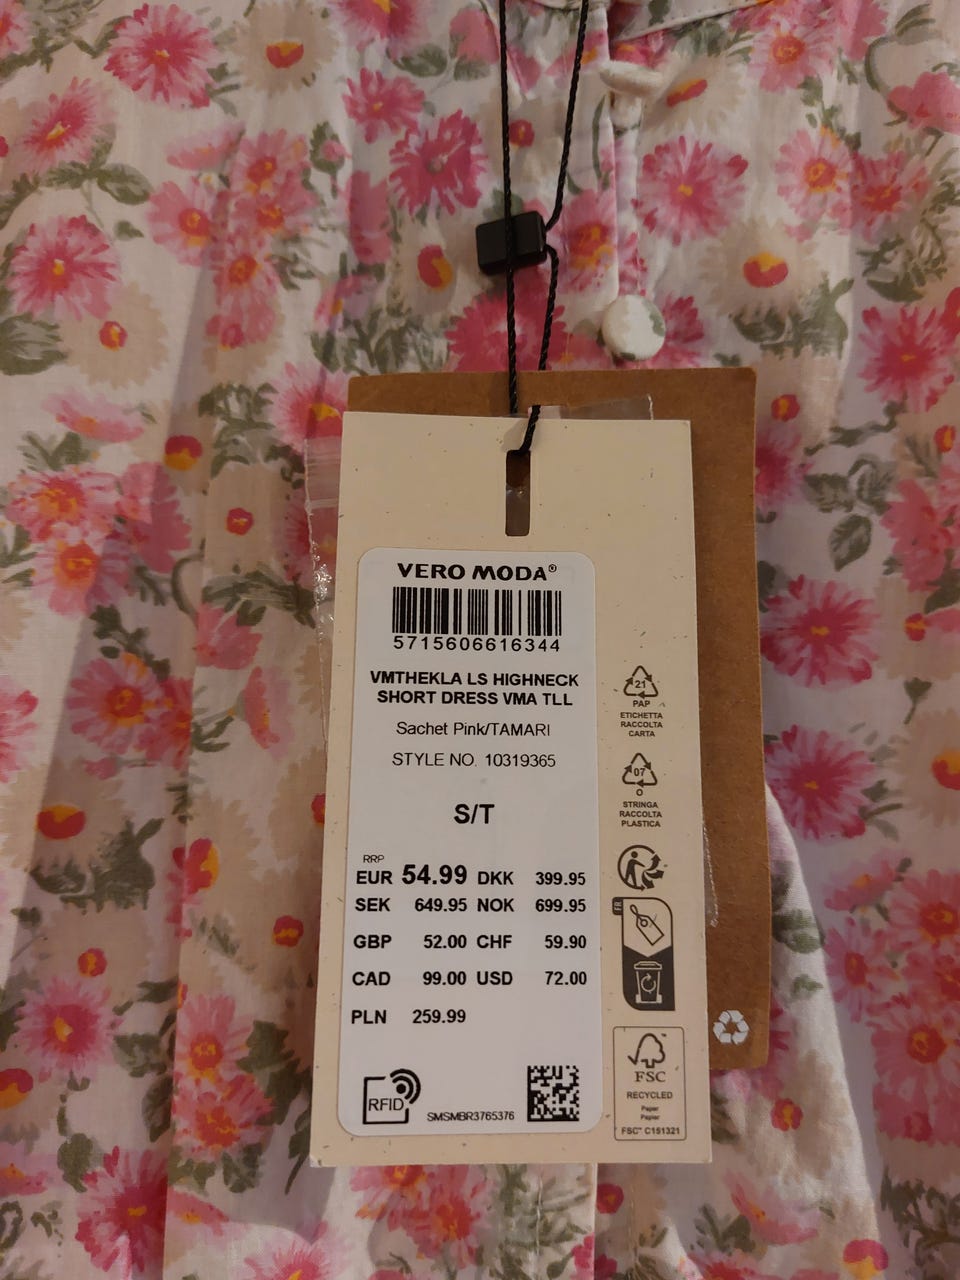 VERO MODA®
5715606616344
VMTHEKLA LS HIGHNECK
SHORT DRESS VMA TLL
Sachet Pink/TAMARI
STYLE NO. 10319365
S/T
RRP
EUR 54.99 DKK 399.95
SEK 649.95 NOK 699.95
GBP 52.00 CHF 59.90
CAD 99.00 USD 72.00
PLN 259.99
RFID
SMSMBR3765376
21
PAP
ETICHETTA
RACCOLTA
CARTA
07
O
STRINGA
RACCOLTA
PLASTICA
FR
FSC
RECYCLED
Paper
Papier
FSC™ C151321